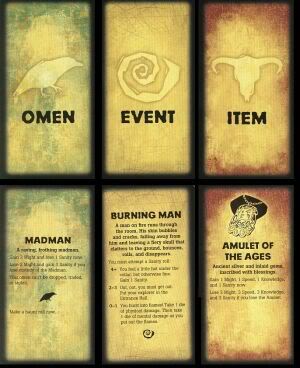 OMEN
EVENT
ITEM
MADMAN
A raving, frothing madman.
Gain 2 Might and lose 1 Sanity now.
Lose 2 Might and gain 1 Sanity if you
lose custody of the Madman.
This omen can't be dropped, traded,
or stolen.
Make a haunt roll now.
BURNING MAN
A man on fire runs through
the room. His skin bubbles
and cracks, falling away from
him and leaving a fiery skull that
clatters to the ground, bounces,
rolls, and disappears.
You must attempt a Sanity roll:
4+ You feel a little hot under the
collar, but otherwise fine.
Gain 1 Sanity.
2-3 Out, out, you must get out.
Put your explorer in the
Entrance Hall.
0-1 You burst into flames! Take 1 die
of physical damage. Then take
1 die of mental damage as you
put out the flames.
AMULET OF
THE AGES
Ancient silver and inlaid gems,
inscribed with blessings.
Gain 1 Might, 1 Speed, 1 Knowledge,
and 1 Sanity now.
Lose 3 Might, 3 Speed, 3 Knowledge,
and 3 Sanity if you lose the Amulet.